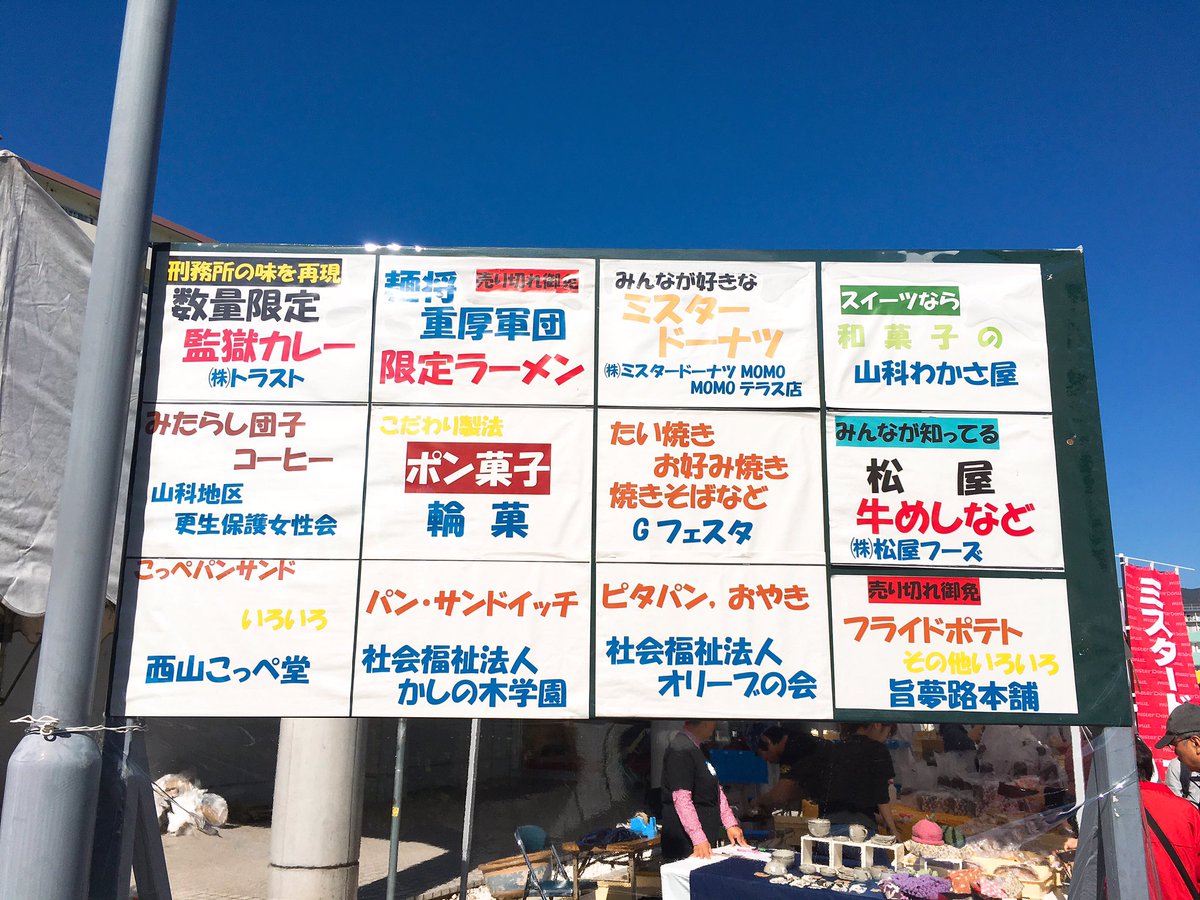 刑務所の味を再現
数量限定
監獄カレー
㈱トラスト
麺将
売り切れ御免
重厚軍団
限定ラーメン
みんなが好きな
ミスター
ドーナツ
㈱ミスタードーナツ MOMO
MOMO テラス店
スイーツなら
和菓子の
山科わかさ屋
みたらし団子
コーヒー
山科地区
更生保護女性会
こだわり製法
ポン菓子
輪菓
たい焼き
お好み焼き
焼きそばなど
G フェスタ
みんなが知ってる
松屋
牛めしなど
㈱松屋フーズ
こっぺパンサンド
いろいろ
西山こっぺ堂
パン・サンドイッチ
社会福祉法人
かしの木学園
ピタパン, おやき
社会福祉法人
オリーブの会
売り切れ御免
フライドポテト
その他いろいろ
旨夢路本舗
ミスタード